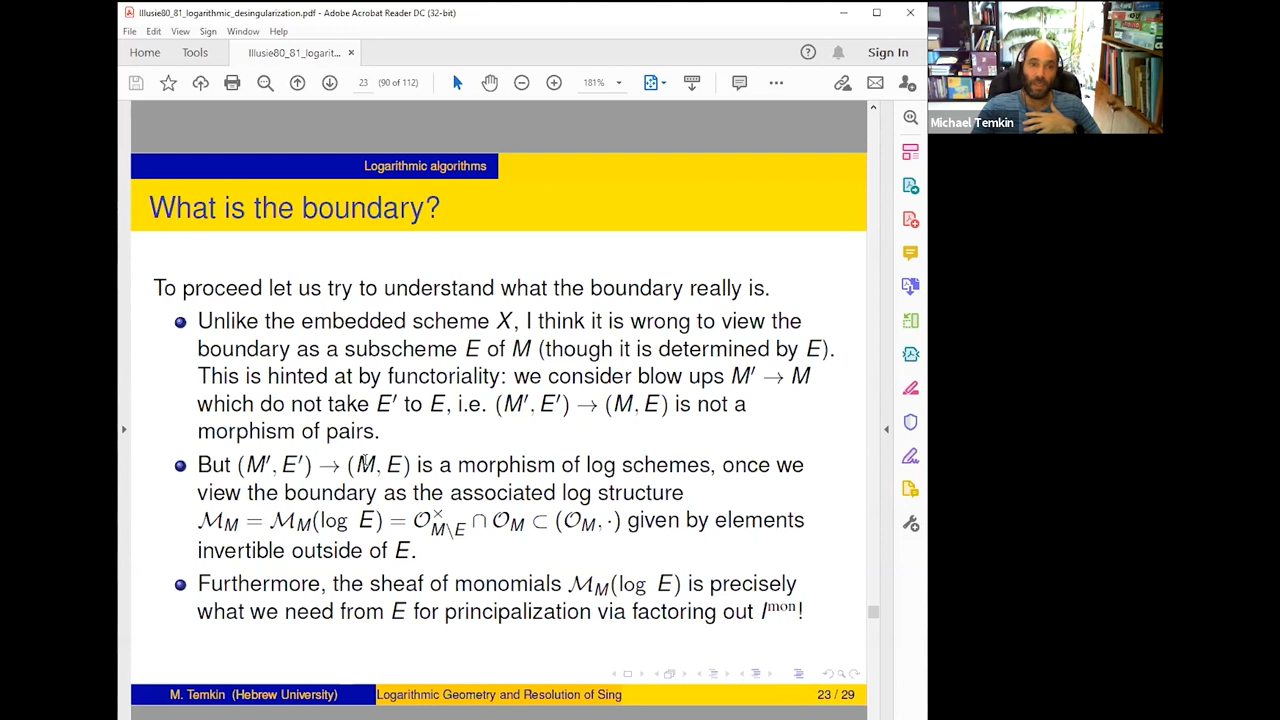 Illusie80_81_logarithmic_desingularization.pdf - Adobe Acrobat Reader DC (32-bit)
File Edit View Sign Window Help
Home Tools Illusie80_81_logarit... × Sign In
23 (90 of 112) 181%
Michael Temkin
Logarithmic algorithms
What is the boundary?
To proceed let us try to understand what the boundary really is.
Unlike the embedded scheme X, I think it is wrong to view the
boundary as a subscheme E of M (though it is determined by E).
This is hinted at by functoriality: we consider blow ups M′ → M
which do not take E′ to E, i.e. (M′, E′) → (M, E) is not a
morphism of pairs.
But (M′, E′) → (M, E) is a morphism of log schemes, once we
view the boundary as the associated log structure
ℳ_M = ℳ_M(log E) = 𝒪^×_{M\E} ∩ 𝒪_M ⊂ (𝒪_M, ·) given by elements
invertible outside of E.
Furthermore, the sheaf of monomials ℳ_M(log E) is precisely
what we need from E for principalization via factoring out I^mon!
M. Temkin (Hebrew University) Logarithmic Geometry and Resolution of Sing 23 / 29